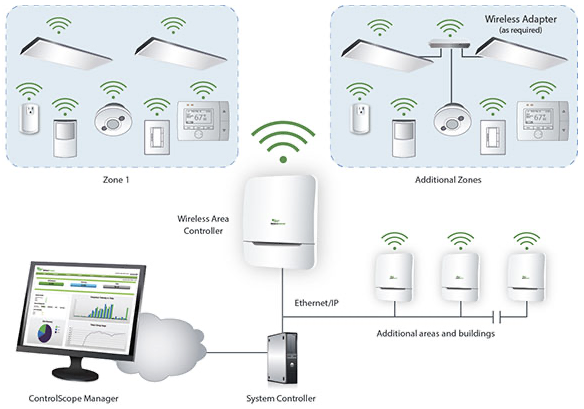 Wireless Adapter
(as required)
67%
67%
Zone 1
Additional Zones
Wireless Area
Controller
Ethernet/IP
Additional areas and buildings
ControlScope Manager
System Controller